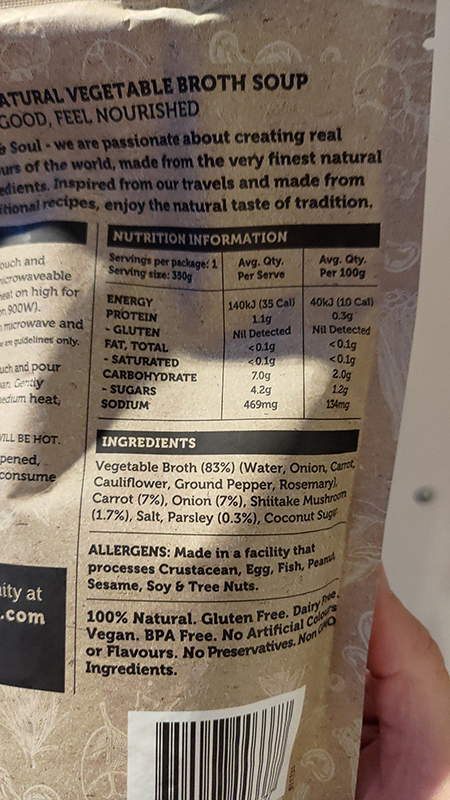 ATURAL VEGETABLE BROTH SOUP
GOOD, FEEL NOURISHED
& Soul - we are passionate about creating real
urs of the world, made from the very finest natural
edients. Inspired from our travels and made from
itional recipes, enjoy the natural taste of tradition.
ouch and
icrowaveable
eat on high for
on 900W).
microwave and
are guidelines only.
uch and pour
an. Gently
edium heat,
WILL BE HOT.
pened,
consume
ity at
.com
NUTRITION INFORMATION
Servings per package: 1 Avg. Qty. Avg. Qty.
Serving size: 350g Per Serve Per 100g
ENERGY 140kJ (35 Cal) 40kJ (10 Cal)
PROTEIN 1.1g 0.3g
- GLUTEN Nil Detected Nil Detected
FAT, TOTAL <0.1g <0.1g
- SATURATED <0.1g <0.1g
CARBOHYDRATE 7.0g 2.0g
- SUGARS 4.2g 1.2g
SODIUM 469mg 134mg
INGREDIENTS
Vegetable Broth (83%) (Water, Onion, Carrot,
Cauliflower, Ground Pepper, Rosemary),
Carrot (7%), Onion (7%), Shiitake Mushroom
(1.7%), Salt, Parsley (0.3%), Coconut Sugar
ALLERGENS: Made in a facility that
processes Crustacean, Egg, Fish, Peanut,
Sesame, Soy & Tree Nuts.
100% Natural. Gluten Free. Dairy Free.
Vegan. BPA Free. No Artificial Colours
or Flavours. No Preservatives. Non GMO
Ingredients.